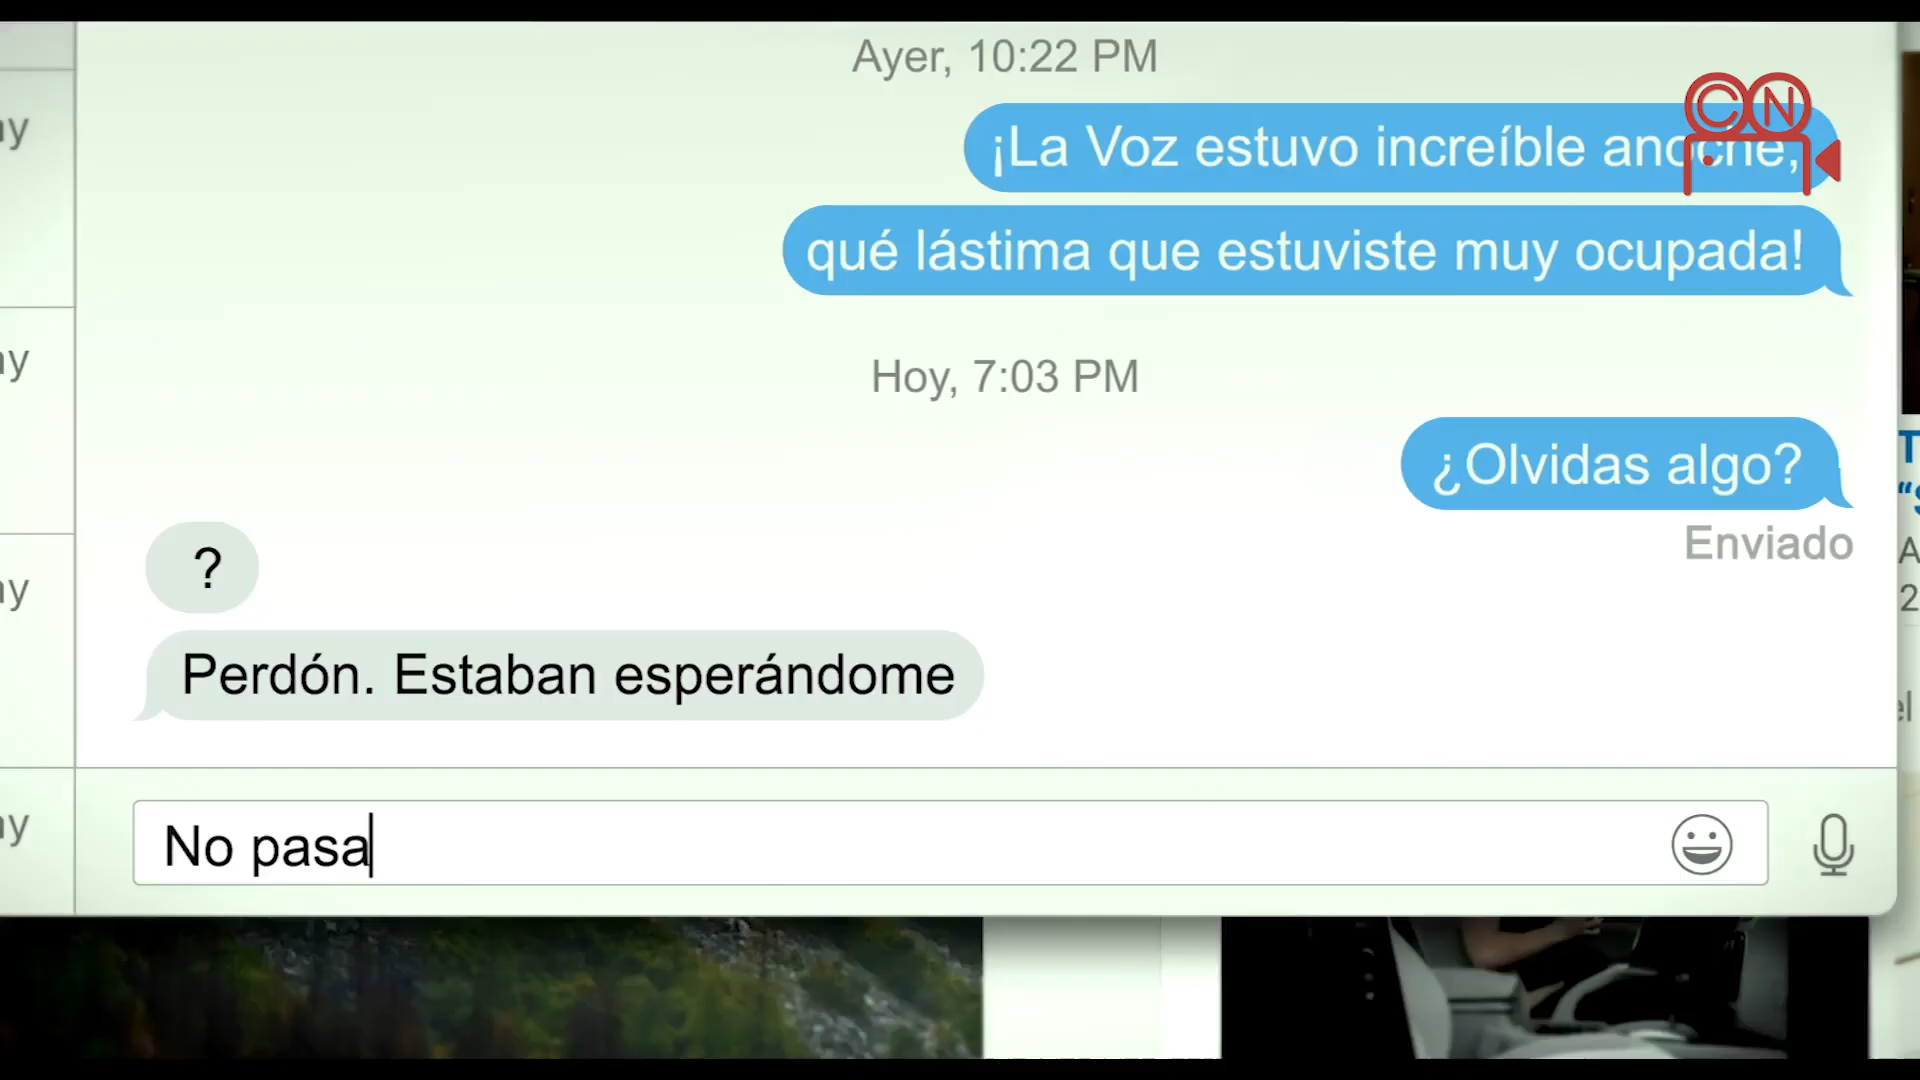 Ayer, 10:22 PM
CN
¡La Voz estuvo increíble anoche,
qué lástima que estuviste muy ocupada!
Hoy, 7:03 PM
¿Olvidas algo?
Enviado
?
Perdón. Estaban esperándome
No pasa